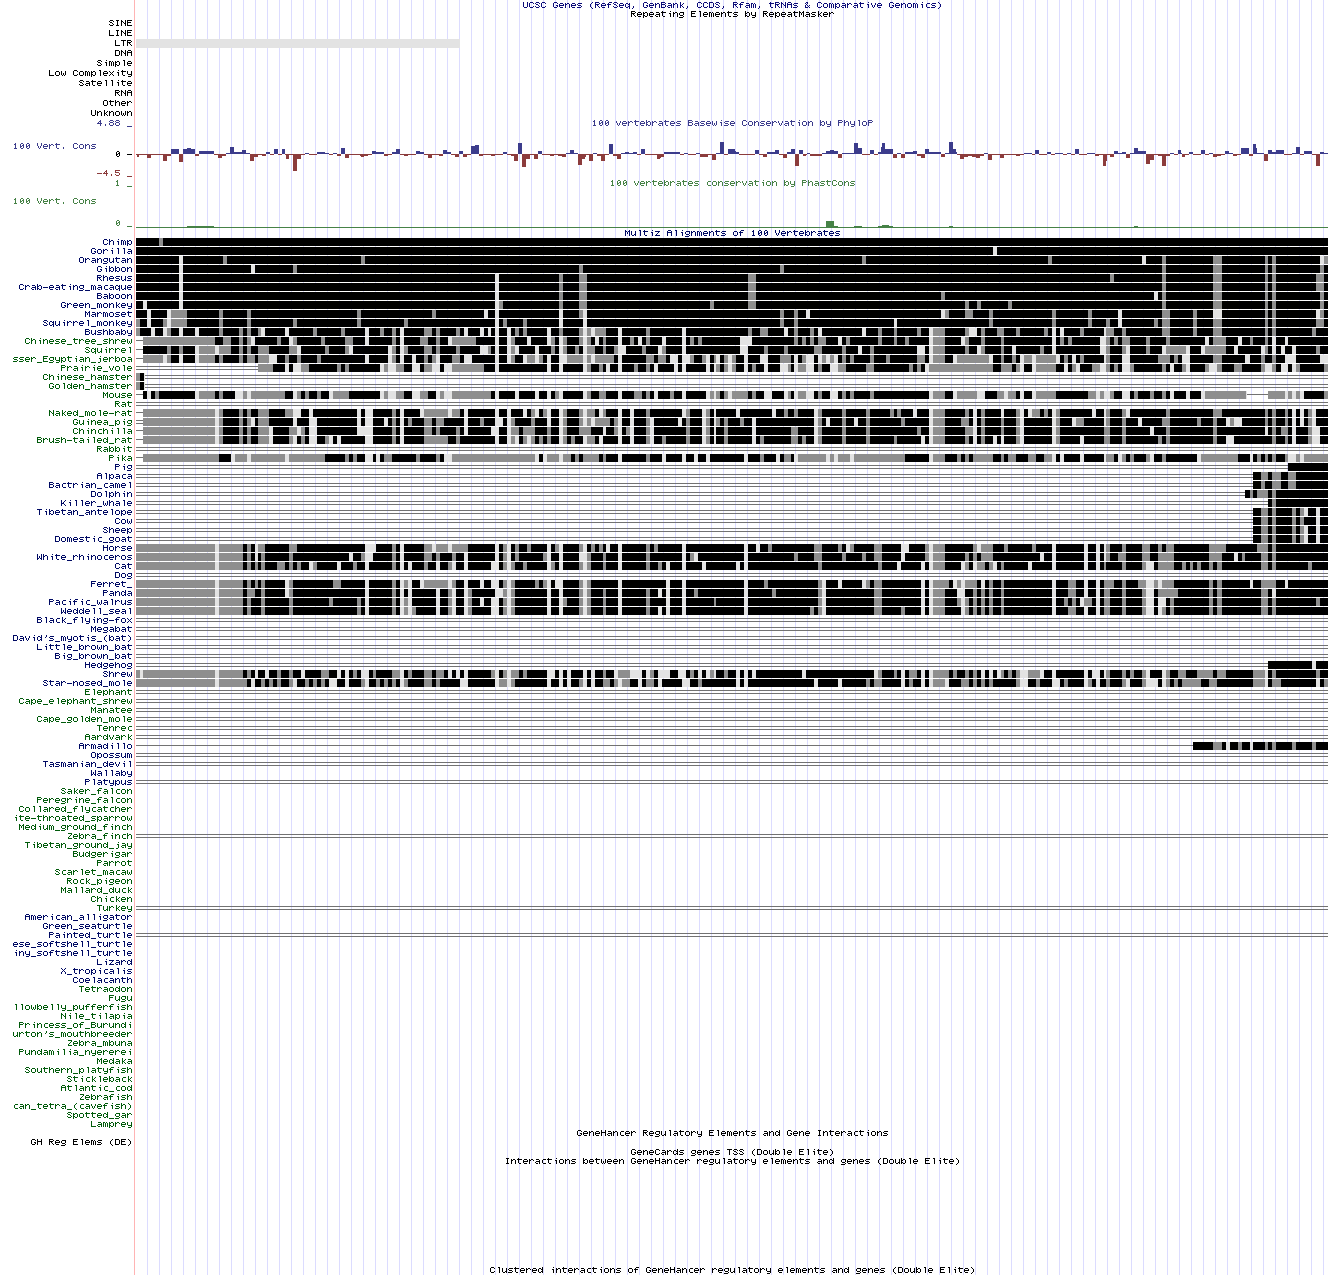 UCSC Genes (RefSeq, GenBank, CCDS, Rfam, tRNAs & Comparative Genomics)
Repeating Elements by RepeatMasker
SINE
LINE
LTR
DNA
Simple
Low Complexity
Satellite
RNA
Other
Unknown
4.88 _
100 vertebrates Basewise Conservation by PhyloP
100 Vert. Cons
0 -
-4.5 _
1 _
100 vertebrates conservation by PhastCons
100 Vert. Cons
0 _
Multiz Alignments of 100 Vertebrates
Chimp
Gorilla
Orangutan
Gibbon
Rhesus
Crab-eating_macaque
Baboon
Green_monkey
Marmoset
Squirrel_monkey
Bushbaby
Chinese_tree_shrew
Squirrel
sser_Egyptian_jerboa
Prairie_vole
Chinese_hamster
Golden_hamster
Mouse
Rat
Naked_mole-rat
Guinea_pig
Chinchilla
Brush-tailed_rat
Rabbit
Pika
Pig
Alpaca
Bactrian_camel
Dolphin
Killer_whale
Tibetan_antelope
Cow
Sheep
Domestic_goat
Horse
White_rhinoceros
Cat
Dog
Ferret_
Panda
Pacific_walrus
Weddell_seal
Black_flying-fox
Megabat
David's_myotis_(bat)
Little_brown_bat
Big_brown_bat
Hedgehog
Shrew
Star-nosed_mole
Elephant
Cape_elephant_shrew
Manatee
Cape_golden_mole
Tenrec
Aardvark
Armadillo
Opossum
Tasmanian_devil
Wallaby
Platypus
Saker_falcon
Peregrine_falcon
Collared_flycatcher
ite-throated_sparrow
Medium_ground_finch
Zebra_finch
Tibetan_ground_jay
Budgerigar
Parrot
Scarlet_macaw
Rock_pigeon
Mallard_duck
Chicken
Turkey
American_alligator
Green_seaturtle
Painted_turtle
ese_softshell_turtle
iny_softshell_turtle
Lizard
X_tropicalis
Coelacanth
Tetraodon
Fugu
llowbelly_pufferfish
Nile_tilapia
Princess_of_Burundi
urton's_mouthbreeder
Zebra_mbuna
Pundamilia_nyererei
Medaka
Southern_platyfish
Stickleback
Atlantic_cod
Zebrafish
can_tetra_(cavefish)
Spotted_gar
Lamprey
GeneHancer Regulatory Elements and Gene Interactions
GH Reg Elems (DE)
GeneCards genes TSS (Double Elite)
Interactions between GeneHancer regulatory elements and genes (Double Elite)
Clustered interactions of GeneHancer regulatory elements and genes (Double Elite)